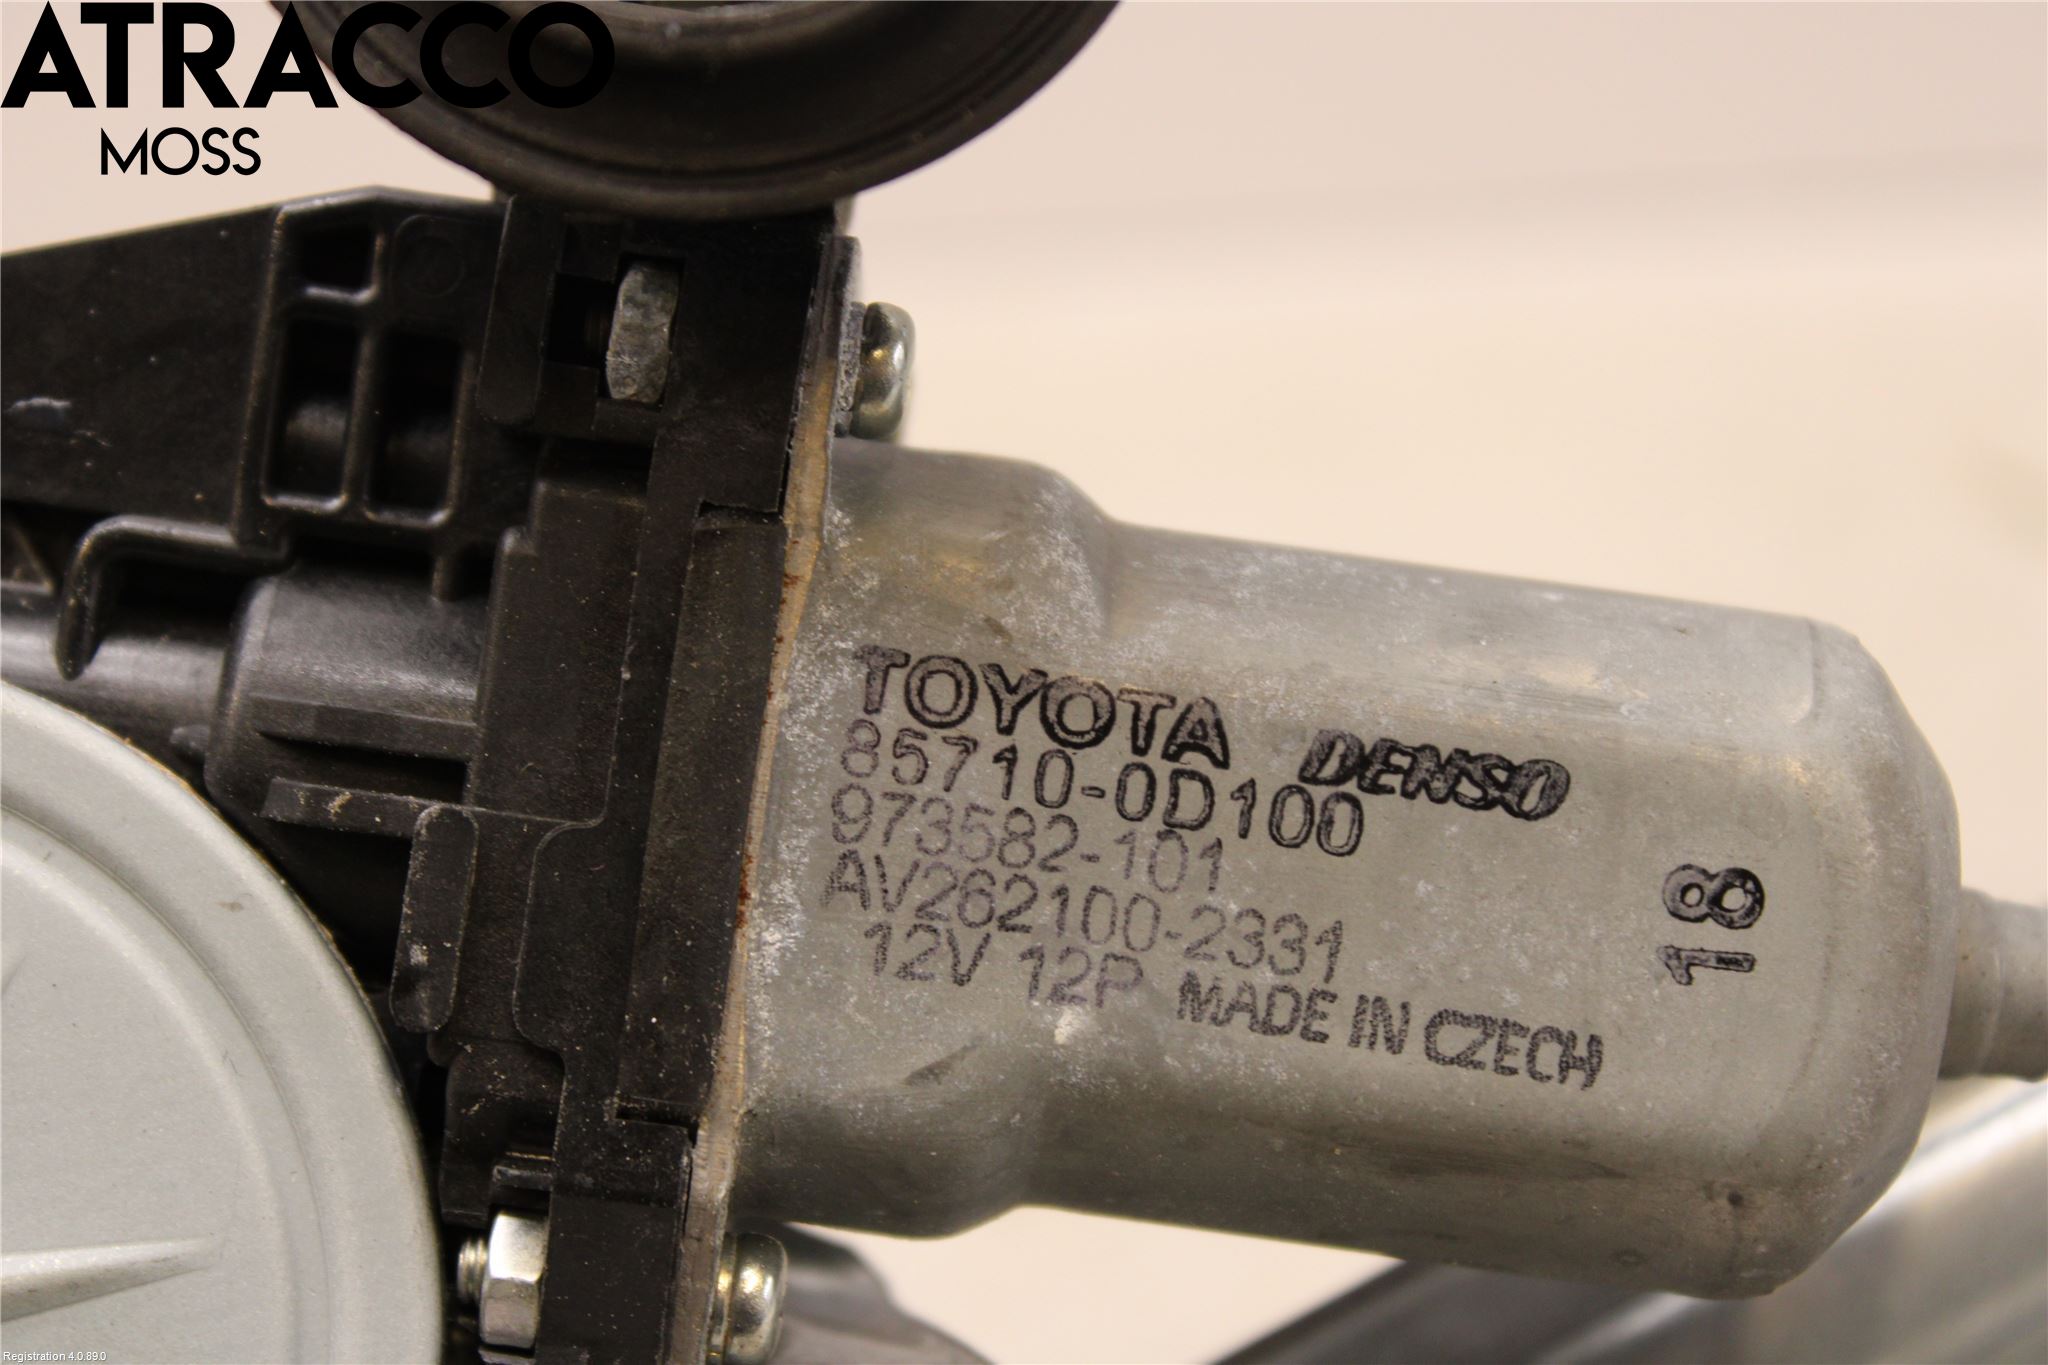 ATRACCO
MOSS
TOYOTA DENSO
85710-0D100
973582-101
AV262100-2331
12V 12P MADE IN CZECH
18
Registration 4.0.89.0